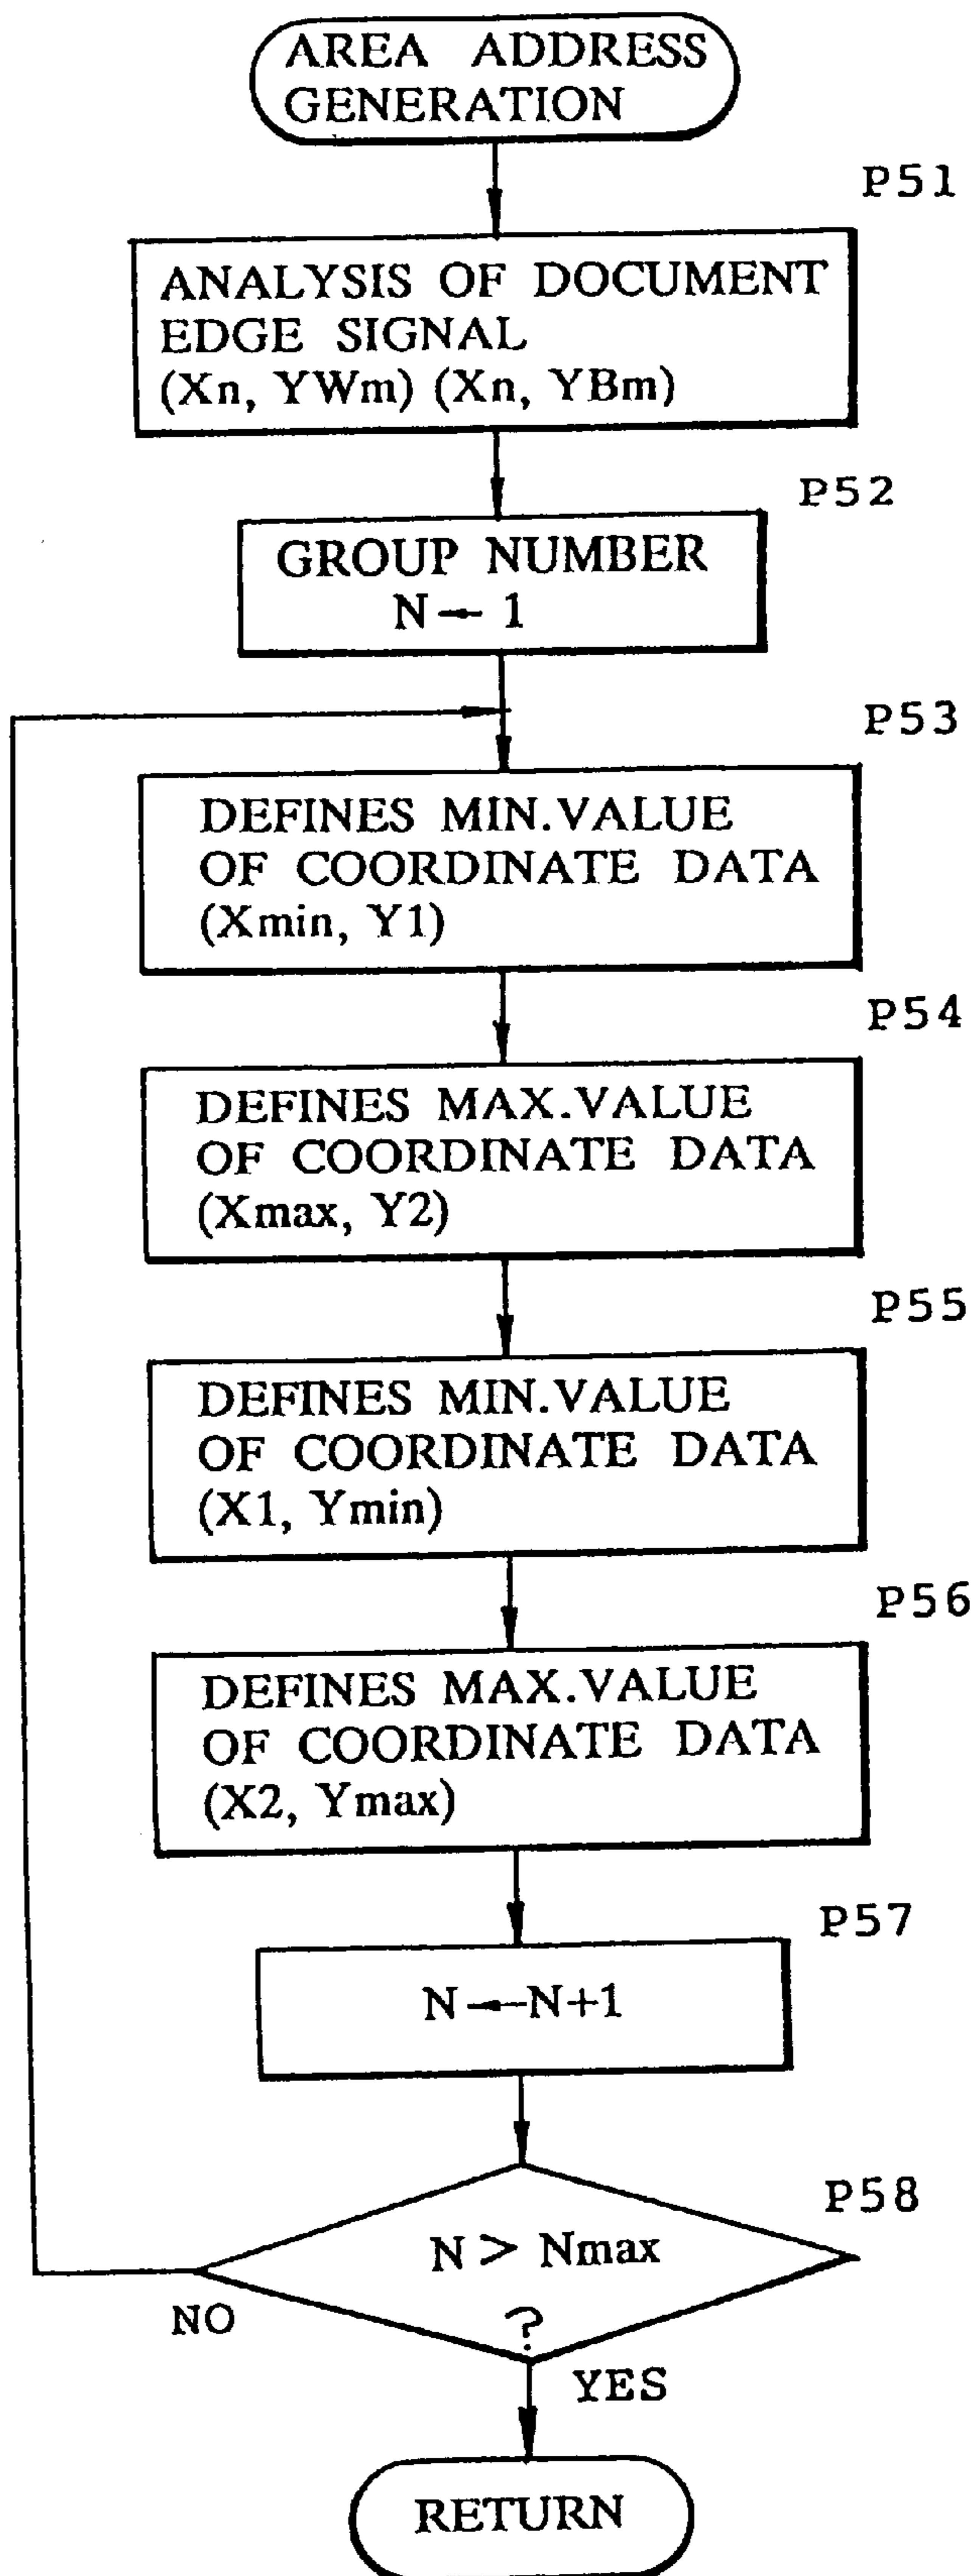 AREA ADDRESS
GENERATION
P51
ANALYSIS OF DOCUMENT
EDGE SIGNAL
(Xn, YWm) (Xn, YBm)
P52
GROUP NUMBER
N ← 1
P53
DEFINES MIN.VALUE
OF COORDINATE DATA
(Xmin, Y1)
P54
DEFINES MAX.VALUE
OF COORDINATE DATA
(Xmax, Y2)
P55
DEFINES MIN.VALUE
OF COORDINATE DATA
(X1, Ymin)
P56
DEFINES MAX.VALUE
OF COORDINATE DATA
(X2, Ymax)
P57
N←N+1
P58
N > Nmax
?
NO
YES
RETURN